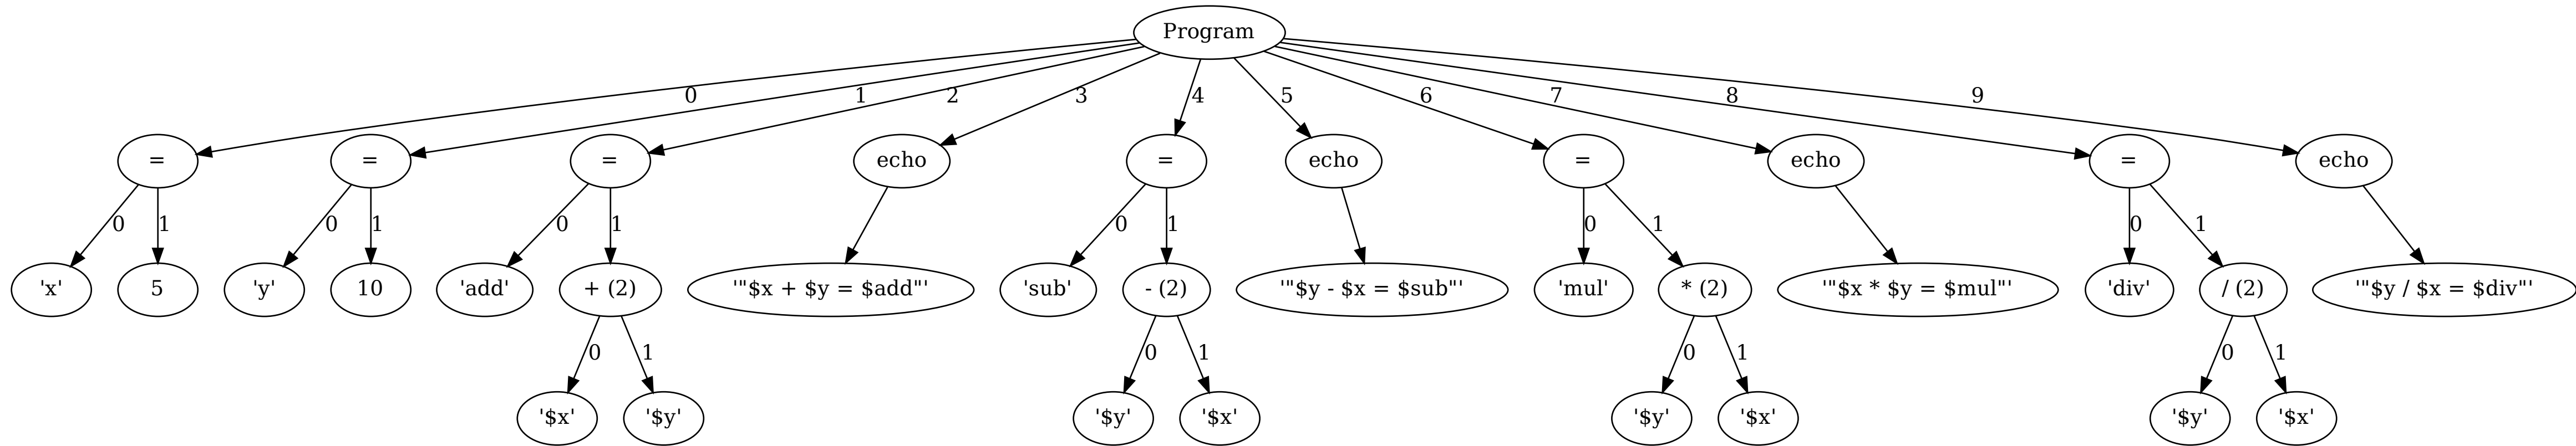 Program
0 1 2 3 4 5 6 7 8 9
= = = echo = echo = echo = echo
0 1 0 1 0 1 0 1 0 1 0 1
'x' 5 'y' 10 'add' + (2) '"$x + $y = $add"' 'sub' - (2) '"$y - $x = $sub"' 'mul' * (2) '"$x * $y = $mul"' 'div' / (2) '"$y / $x = $div"'
0 1 0 1 0 1 0 1
'$x' '$y' '$y' '$x' '$y' '$x' '$y' '$x'